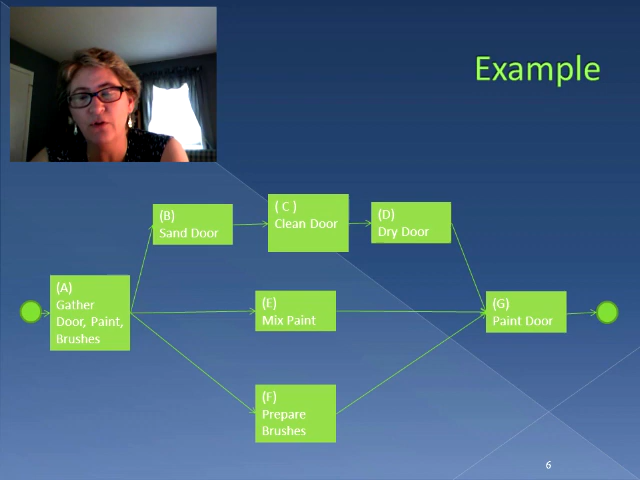 Example
(B)
Sand Door
( C )
Clean Door
(D)
Dry Door
(A)
Gather
Door, Paint,
Brushes
(E)
Mix Paint
(G)
Paint Door
(F)
Prepare
Brushes
6